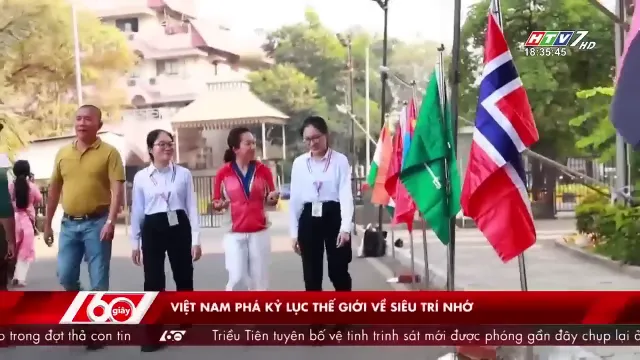 HTV7 HD
18:35:45
60 giây
VIỆT NAM PHÁ KỶ LỤC THẾ GIỚI VỀ SIÊU TRÍ NHỚ
o trong đợt thả con tin 60 Triều Tiên tuyên bố vệ tinh trinh sát mới được phóng gần đây chụp lại ở